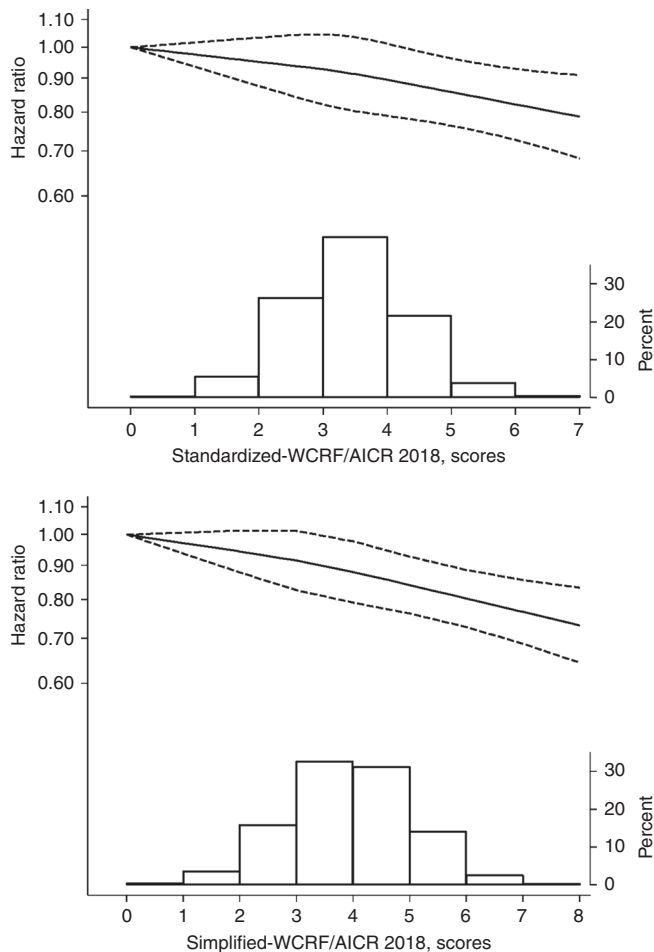 1.10
1.00
0.90
0.80
0.70
0.60
Hazard ratio
30
20
10
0
Percent
0 1 2 3 4 5 6 7
Standardized-WCRF/AICR 2018, scores
1.10
1.00
0.90
0.80
0.70
0.60
Hazard ratio
30
20
10
0
Percent
0 1 2 3 4 5 6 7 8
Simplified-WCRF/AICR 2018, scores